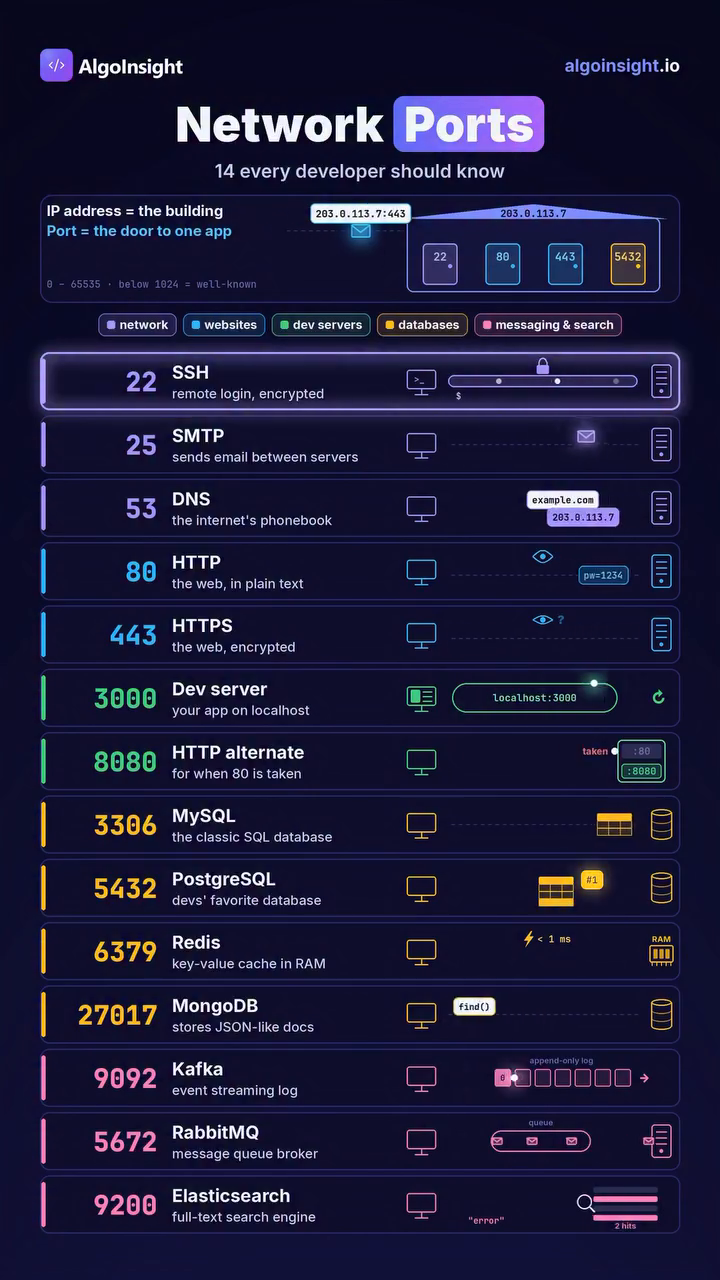 AlgoInsight
algoinsight.io
Network Ports
14 every developer should know
IP address = the building
Port = the door to one app
0 – 65535 · below 1024 = well-known
203.0.113.7:443
203.0.113.7
22
80
443
5432
network
websites
dev servers
databases
messaging & search
22
SSH
remote login, encrypted
>_
$
25
SMTP
sends email between servers
53
DNS
the internet's phonebook
example.com
203.0.113.7
80
HTTP
the web, in plain text
pw=1234
443
HTTPS
the web, encrypted
?
3000
Dev server
your app on localhost
localhost:3000
8080
HTTP alternate
for when 80 is taken
taken
:80
:8080
3306
MySQL
the classic SQL database
5432
PostgreSQL
devs' favorite database
#1
6379
Redis
key-value cache in RAM
< 1 ms
RAM
27017
MongoDB
stores JSON-like docs
find()
9092
Kafka
event streaming log
append-only log
0
5672
RabbitMQ
message queue broker
queue
9200
Elasticsearch
full-text search engine
"error"
2 hits